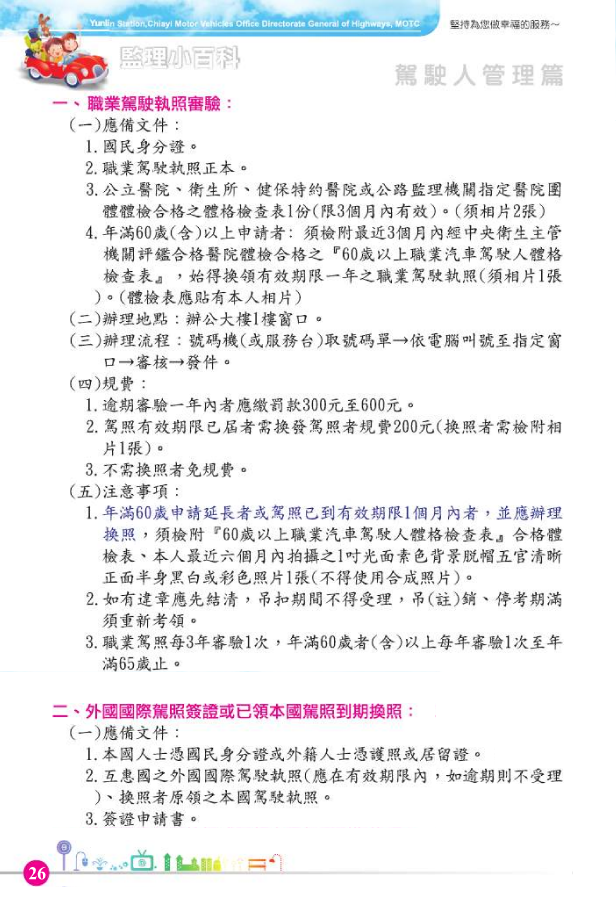 Yunlin Station,Chiayi Motor Vehicles Office Directorate General of Highways, MOTC
堅持為您做幸福的服務～
監理小百科
駕駛人管理篇
一、職業駕駛執照審驗：
(一)應備文件：
1.國民身分證。
2.職業駕駛執照正本。
3.公立醫院、衛生所、健保特約醫院或公路監理機關指定醫院團
體體檢合格之體格檢查表1份(限3個月內有效)。(須相片2張)
4.年滿60歲(含)以上申請者：須檢附最近3個月內經中央衛生主管
機關評鑑合格醫院體檢合格之『60歲以上職業汽車駕駛人體格
檢查表』，始得換領有效期限一年之職業駕駛執照(須相片1張
)。(體檢表應貼有本人相片)
(二)辦理地點：辦公大樓1樓窗口。
(三)辦理流程：號碼機(或服務台)取號碼單→依電腦叫號至指定窗
口→審核→發件。
(四)規費：
1.逾期審驗一年內者應繳罰款300元至600元。
2.駕照有效期限已屆者需換發駕照者規費200元(換照者需檢附相
片1張)。
3.不需換照者免規費。
(五)注意事項：
1.年滿60歲申請延長者或駕照已到有效期限1個月內者，並應辦理
換照，須檢附『60歲以上職業汽車駕駛人體格檢查表』合格體
檢表、本人最近六個月內拍攝之1吋光面素色背景脱帽五官清晰
正面半身黑白或彩色照片1張(不得使用合成照片)。
2.如有違章應先結清，吊扣期間不得受理，吊(註)銷、停考期滿
須重新考領。
3.職業駕照每3年審驗1次，年滿60歲者(含)以上每年審驗1次至年
滿65歲止。
二、外國國際駕照簽證或已領本國駕照到期換照：
(一)應備文件：
1.本國人士憑國民身分證或外籍人士憑護照或居留證。
2.互惠國之外國國際駕駛執照(應在有效期限內，如逾期則不受理
)、換照者原領之本國駕駛執照。
3.簽證申請書。
26